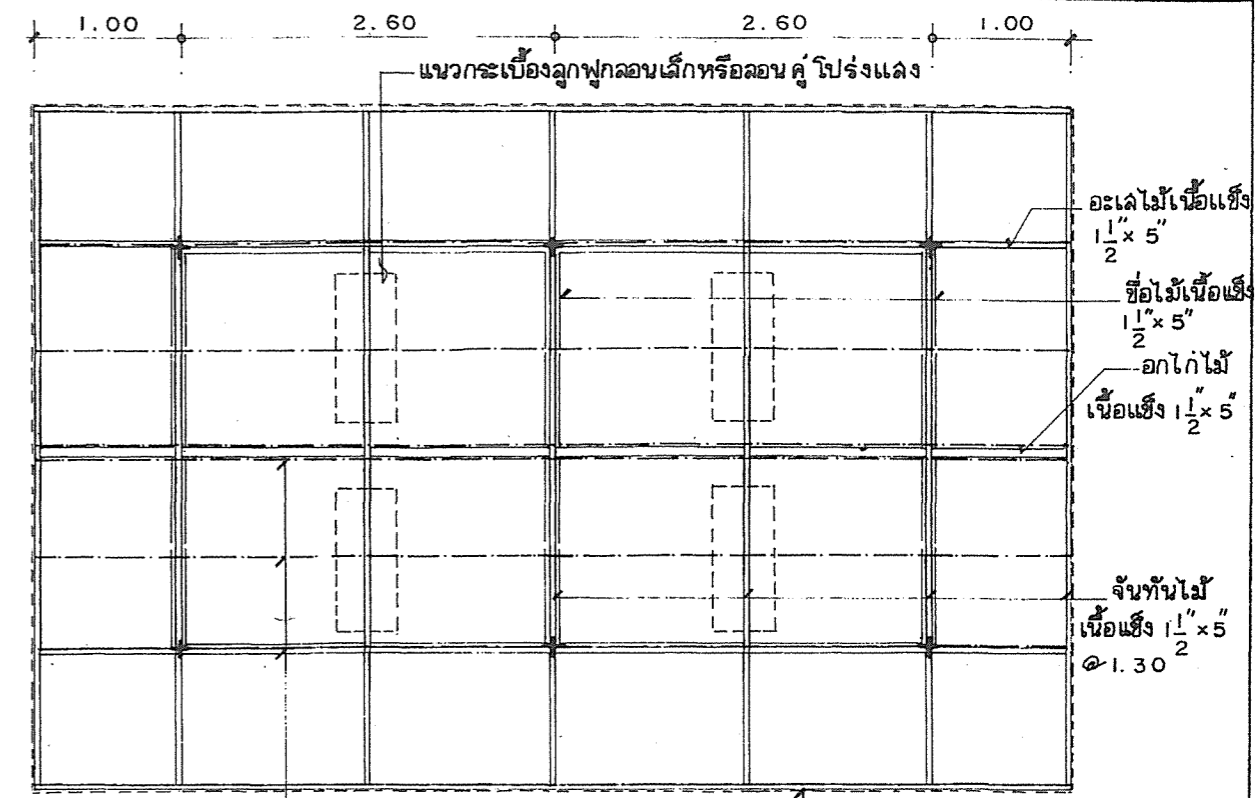 1.00 2.60 2.60 1.00
แนวกระเบื้องลูกฟูกลอนเล็กหรือลอนคู่ โปร่งแสง
อะเสไม้เนื้อแข็ง
1 1/2" x 5"
ขื่อไม้เนื้อแข็ง
1 1/2" x 5"
อกไก่ไม้
เนื้อแข็ง 1 1/2" x 5"
จันทันไม้
เนื้อแข็ง 1 1/2" x 5"
@ 1.30